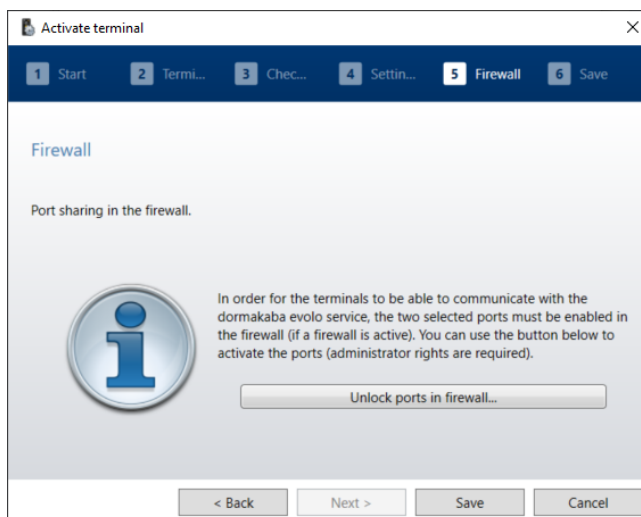 Activate terminal
1 Start 2 Termi... 3 Chec... 4 Settin... 5 Firewall 6 Save
Firewall
Port sharing in the firewall.
In order for the terminals to be able to communicate with the
dormakaba evolo service, the two selected ports must be enabled in
the firewall (if a firewall is active). You can use the button below to
activate the ports (administrator rights are required).
Unlock ports in firewall...
< Back Next > Save Cancel